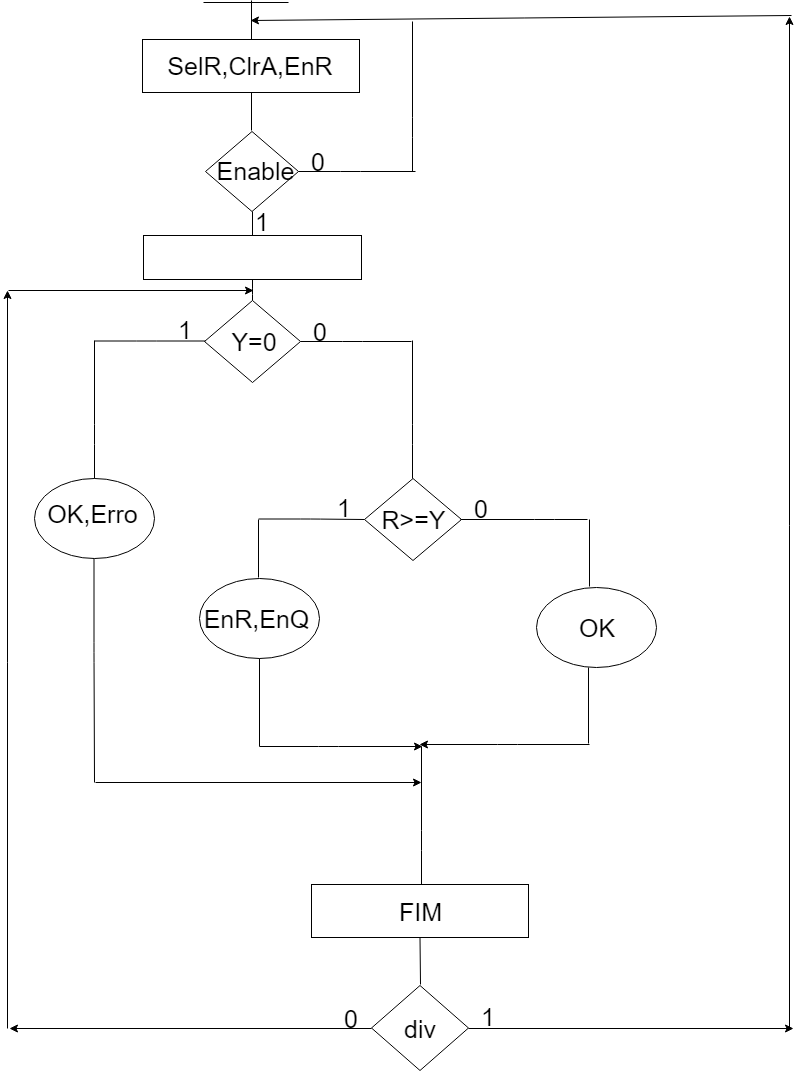 SelR,ClrA,EnR
Enable
0
1
1
Y=0
0
OK,Erro
1
R>=Y
0
EnR,EnQ
OK
FIM
0
div
1